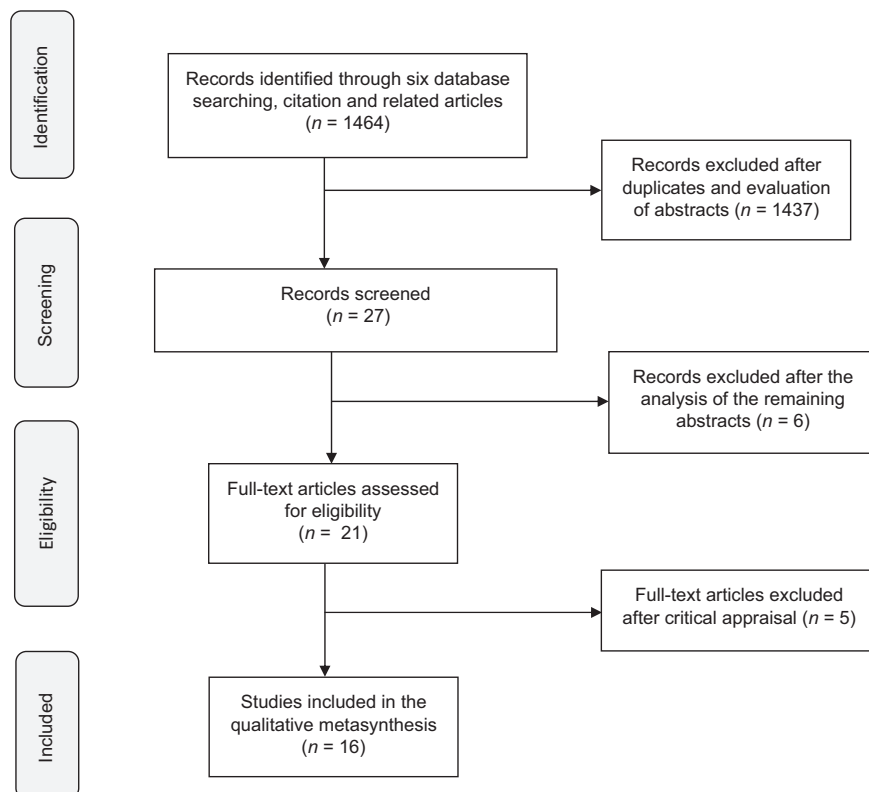 Identification
Records identified through six database
searching, citation and related articles
(n = 1464)
Records excluded after
duplicates and evaluation
of abstracts (n = 1437)
Screening
Records screened
(n = 27)
Records excluded after the
analysis of the remaining
abstracts (n = 6)
Eligibility
Full-text articles assessed
for eligibility
(n = 21)
Full-text articles excluded
after critical appraisal (n = 5)
Included
Studies included in the
qualitative metasynthesis
(n = 16)